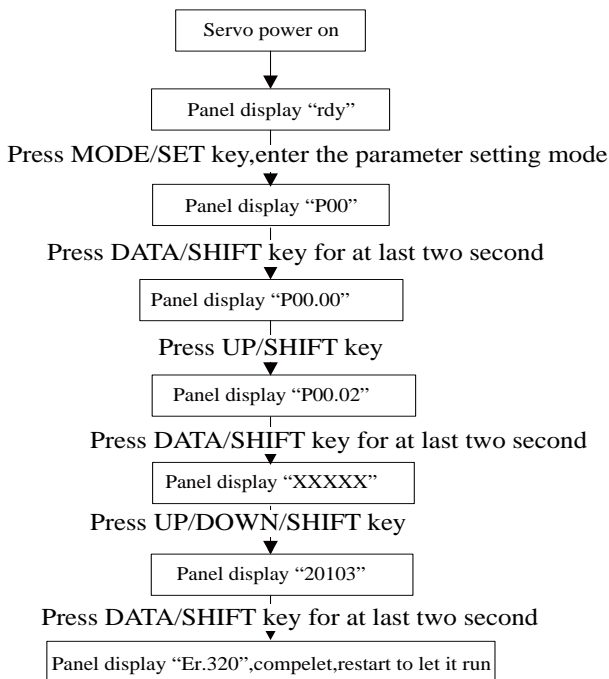 Servo power on
Panel display “rdy”
Press MODE/SET key,enter the parameter setting mode
Panel display “P00”
Press DATA/SHIFT key for at last two second
Panel display “P00.00”
Press UP/SHIFT key
Panel display “P00.02”
Press DATA/SHIFT key for at last two second
Panel display “XXXXX”
Press UP/DOWN/SHIFT key
Panel display “20103”
Press DATA/SHIFT key for at last two second
Panel display “Er.320”,compelet,restart to let it run